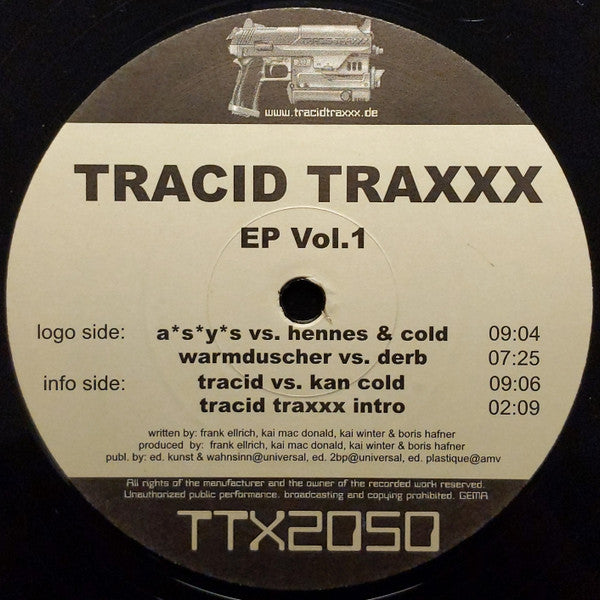 TRACID TRAXXX
www.tracidtraxxx.de
TRACID TRAXXX
EP Vol.1
logo side: a*s*y*s vs. hennes & cold 09:04
warmduscher vs. derb 07:25
info side: tracid vs. kan cold 09:06
tracid traxxx intro 02:09
written by: frank ellrich, kai mac donald, kai winter & boris hafner
produced by: frank ellrich, kai mac donald, kai winter & boris hafner
publ. by: ed. kunst & wahnsinn@universal, ed. 2bp@universal, ed. plastique@amv
All rights of the manufacturer and the owner of the recorded work reserved.
Unauthorized public performance. broadcasting and copying prohibited. GEMA
TTX2050